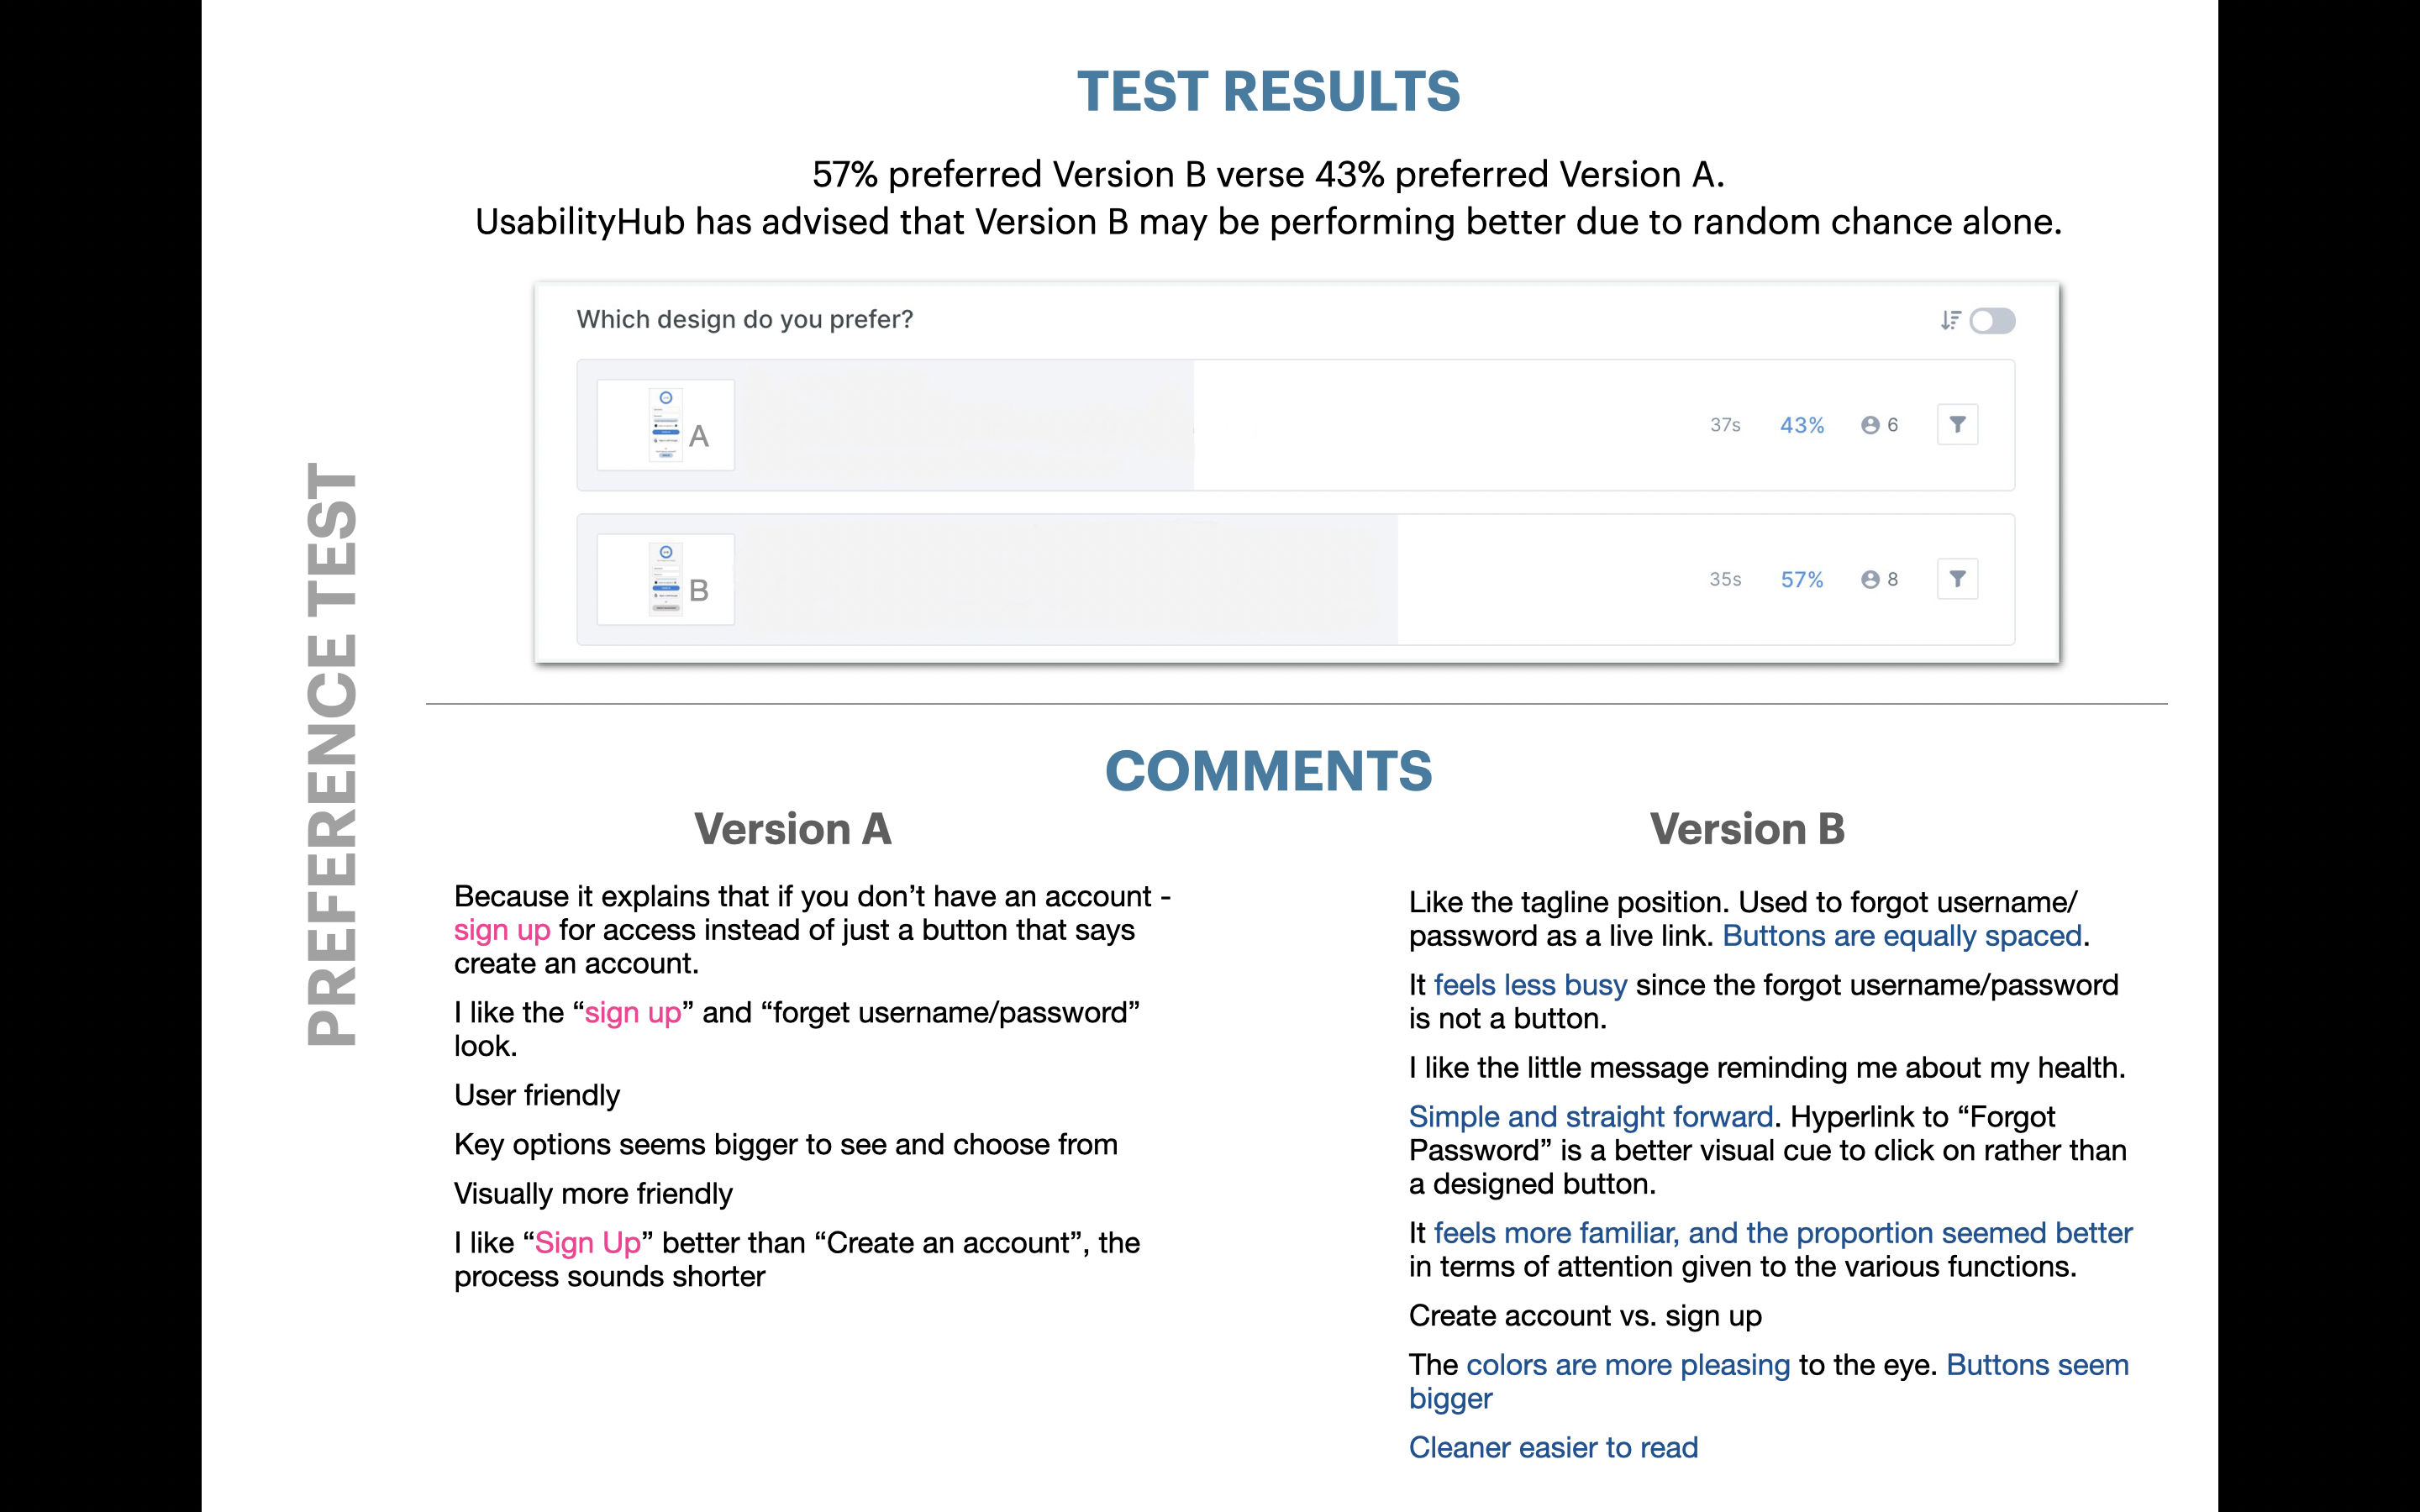 TEST RESULTS
57% preferred Version B verse 43% preferred Version A.
UsabilityHub has advised that Version B may be performing better due to random chance alone.
PREFERENCE TEST
Which design do you prefer?
A
37s 43% 6
B
35s 57% 8
COMMENTS
Version A
Because it explains that if you don’t have an account -
sign up for access instead of just a button that says
create an account.
I like the “sign up” and “forget username/password”
look.
User friendly
Key options seems bigger to see and choose from
Visually more friendly
I like “Sign Up” better than “Create an account”, the
process sounds shorter
Version B
Like the tagline position. Used to forgot username/
password as a live link. Buttons are equally spaced.
It feels less busy since the forgot username/password
is not a button.
I like the little message reminding me about my health.
Simple and straight forward. Hyperlink to “Forgot
Password” is a better visual cue to click on rather than
a designed button.
It feels more familiar, and the proportion seemed better
in terms of attention given to the various functions.
Create account vs. sign up
The colors are more pleasing to the eye. Buttons seem
bigger
Cleaner easier to read